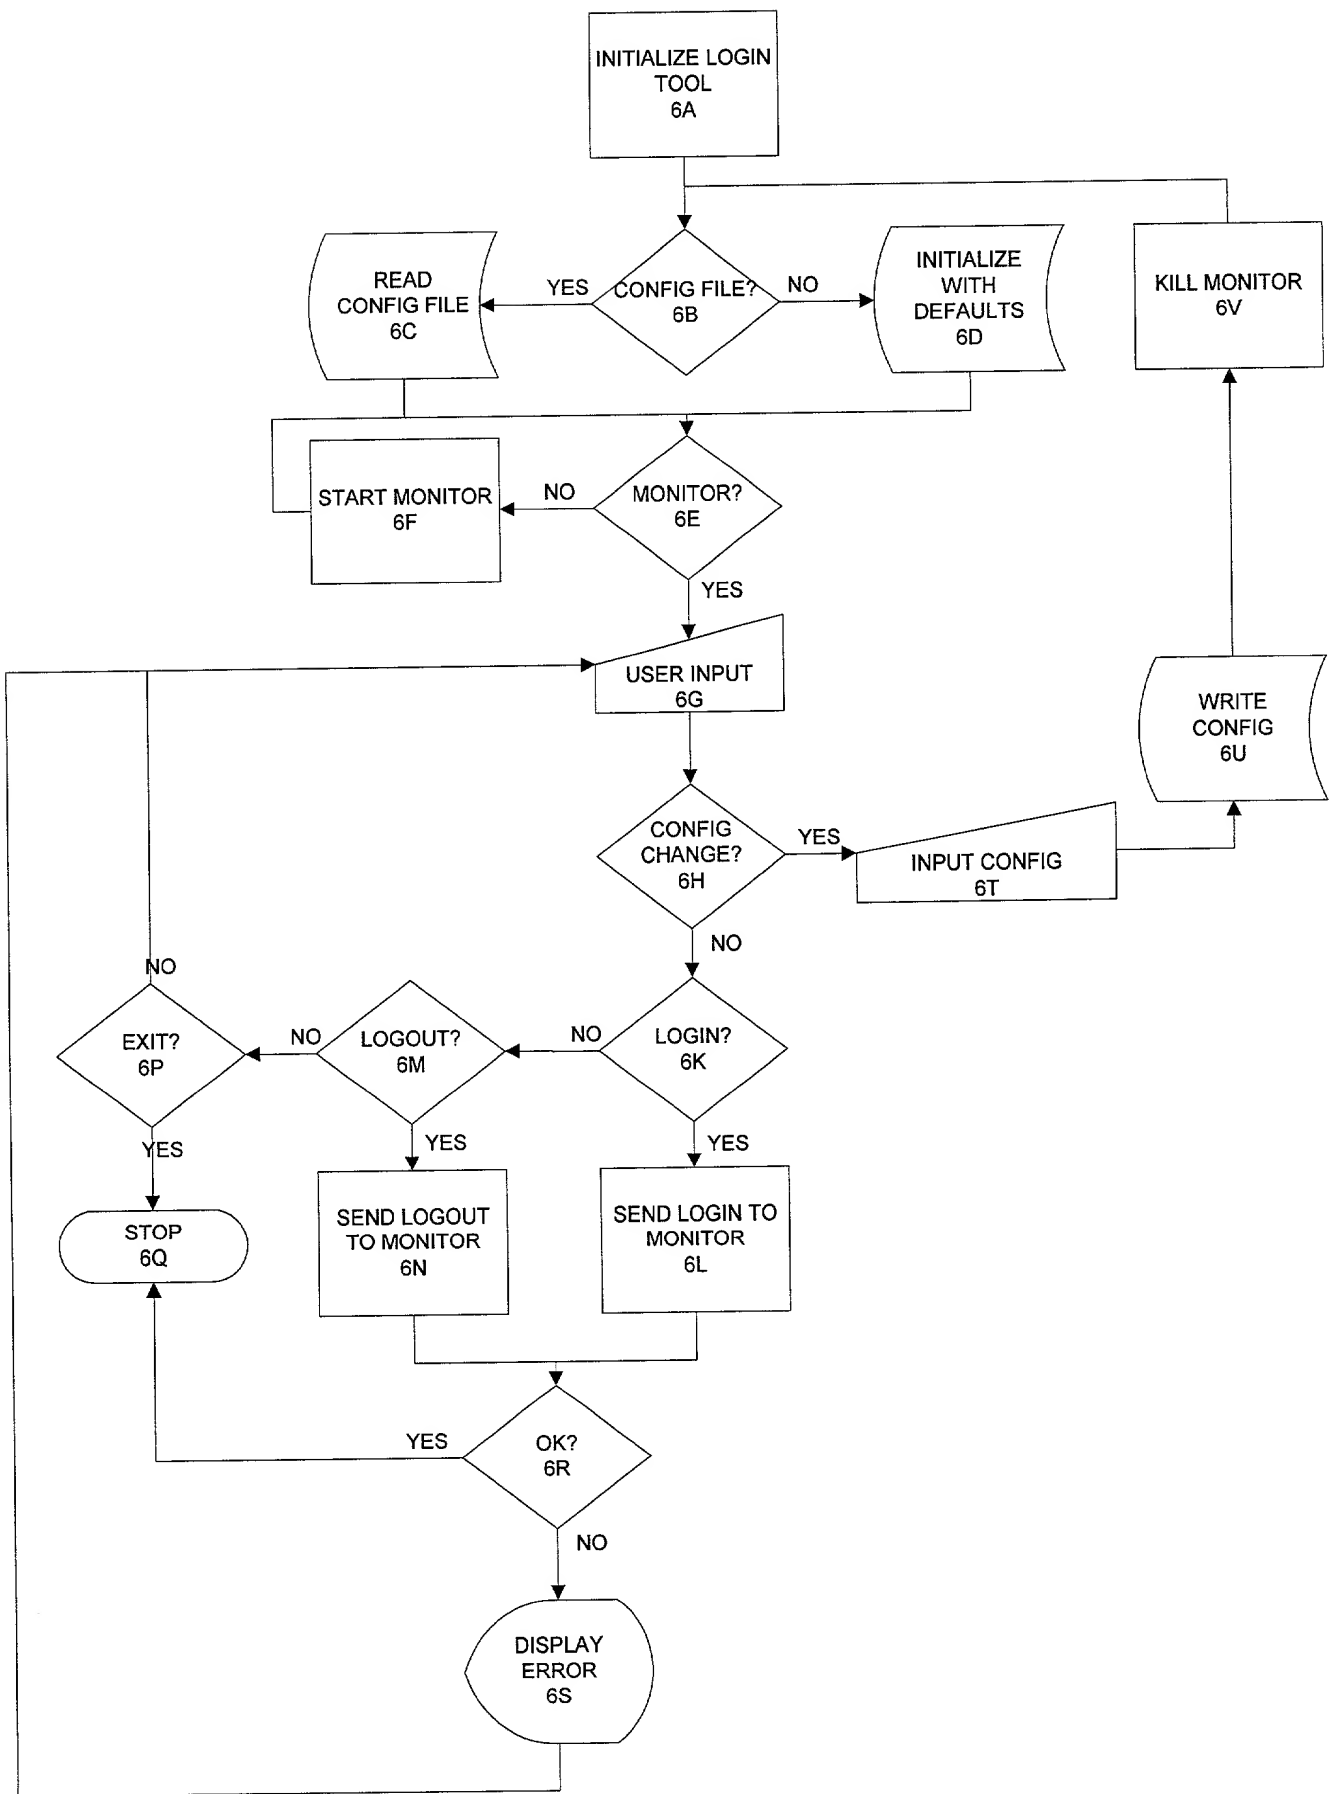 INITIALIZE LOGIN
TOOL
6A
READ
CONFIG FILE
6C
YES
CONFIG FILE?
6B
NO
INITIALIZE
WITH
DEFAULTS
6D
KILL MONITOR
6V
START MONITOR
6F
NO
MONITOR?
6E
YES
USER INPUT
6G
WRITE
CONFIG
6U
CONFIG
CHANGE?
6H
YES
INPUT CONFIG
6T
NO
NO
EXIT?
6P
NO
LOGOUT?
6M
NO
LOGIN?
6K
YES
YES
YES
STOP
6Q
SEND LOGOUT
TO MONITOR
6N
SEND LOGIN TO
MONITOR
6L
YES
OK?
6R
NO
DISPLAY
ERROR
6S